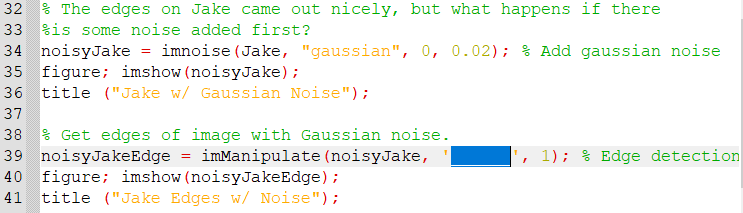 32 % The edges on Jake came out nicely, but what happens if there
33 %is some noise added first?
34 noisyJake = imnoise(Jake, "gaussian", 0, 0.02); % Add gaussian noise
35 figure; imshow(noisyJake);
36 title ("Jake w/ Gaussian Noise");
37
38 % Get edges of image with Gaussian noise.
39 noisyJakeEdge = imManipulate(noisyJake, '', 1); % Edge detection
40 figure; imshow(noisyJakeEdge);
41 title ("Jake Edges w/ Noise");